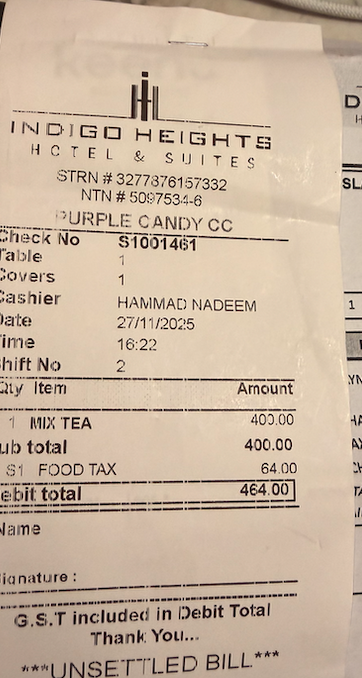 INDIGO HEIGHTS
HOTEL & SUITES
STRN # 3277876157332
NTN # 5097534-6
PURPLE CANDY CC
Check No S1001461
Table 1
Covers 1
Cashier HAMMAD NADEEM
Date 27/11/2025
Time 16:22
Shift No 2
Qty Item Amount
1 MIX TEA 400.00
ub total 400.00
S1 FOOD TAX 64.00
ebit total 464.00
Name
ignature :
G.S.T included in Debit Total
Thank You...
***UNSETTLED BILL***